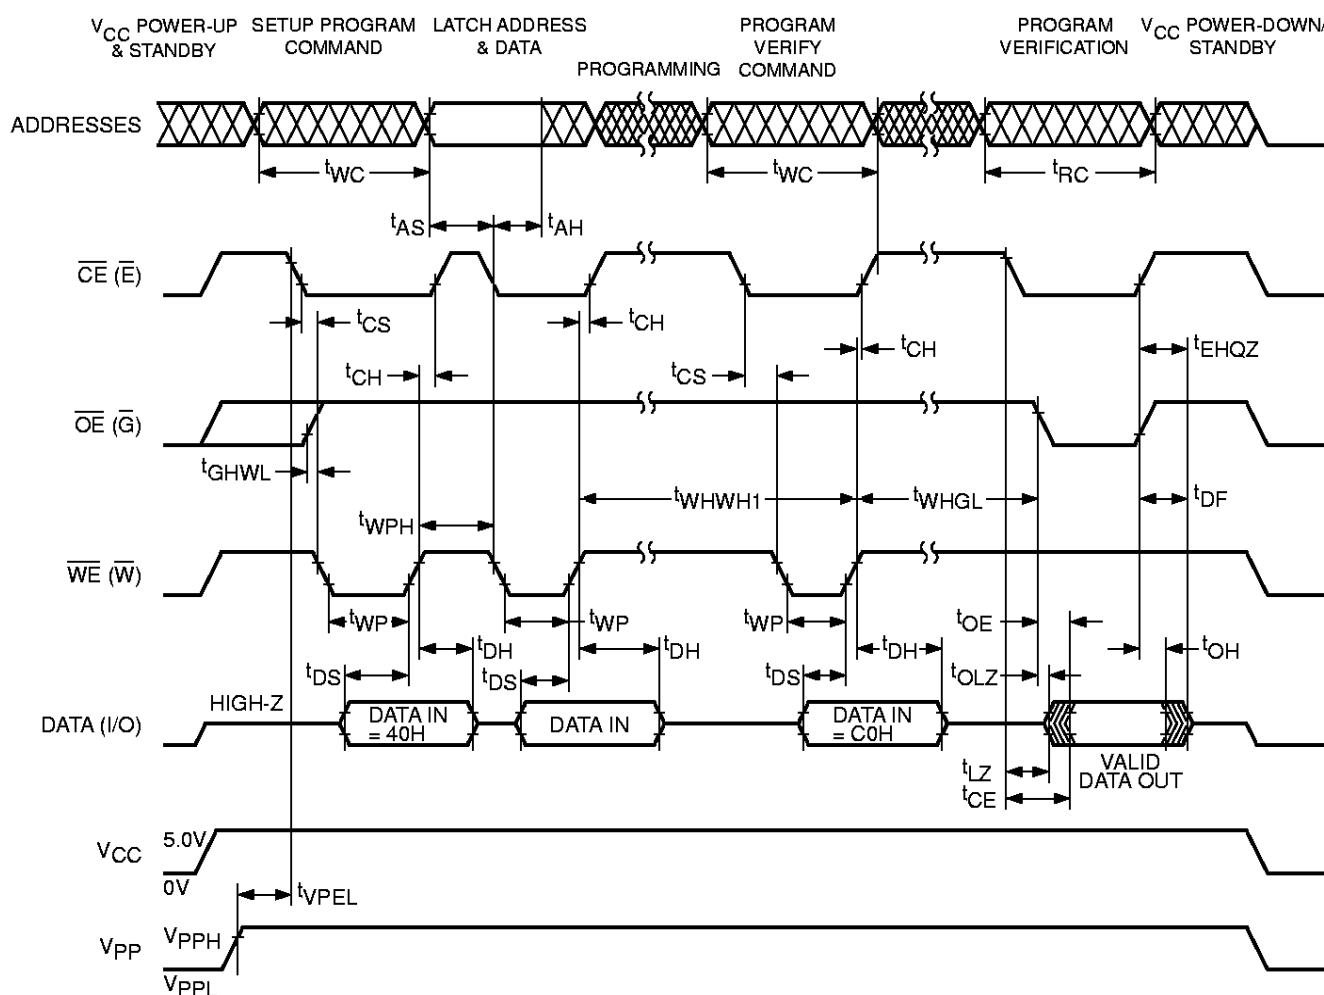 VCC POWER-UP & STANDBY
SETUP PROGRAM COMMAND
LATCH ADDRESS & DATA
PROGRAMMING
PROGRAM VERIFY COMMAND
PROGRAM VERIFICATION
VCC POWER-DOWN/ STANDBY
ADDRESSES
tWC
tWC
tRC
tAS
tAH
CE (E)
tCS
tCH
tCH
tEHQZ
tCH
tCS
OE (G)
tGHWL
tWHWH1
tWHGL
tDF
tWPH
WE (W)
tWP
tWP
tWP
tOE
tDH
tDH
tDH
tOH
tDS
tDS
tDS
tOLZ
HIGH-Z
DATA (I/O)
DATA IN = 40H
DATA IN
DATA IN = C0H
VALID DATA OUT
tLZ
tCE
5.0V
VCC
0V
tVPEL
VPPH
VPP
VPPL